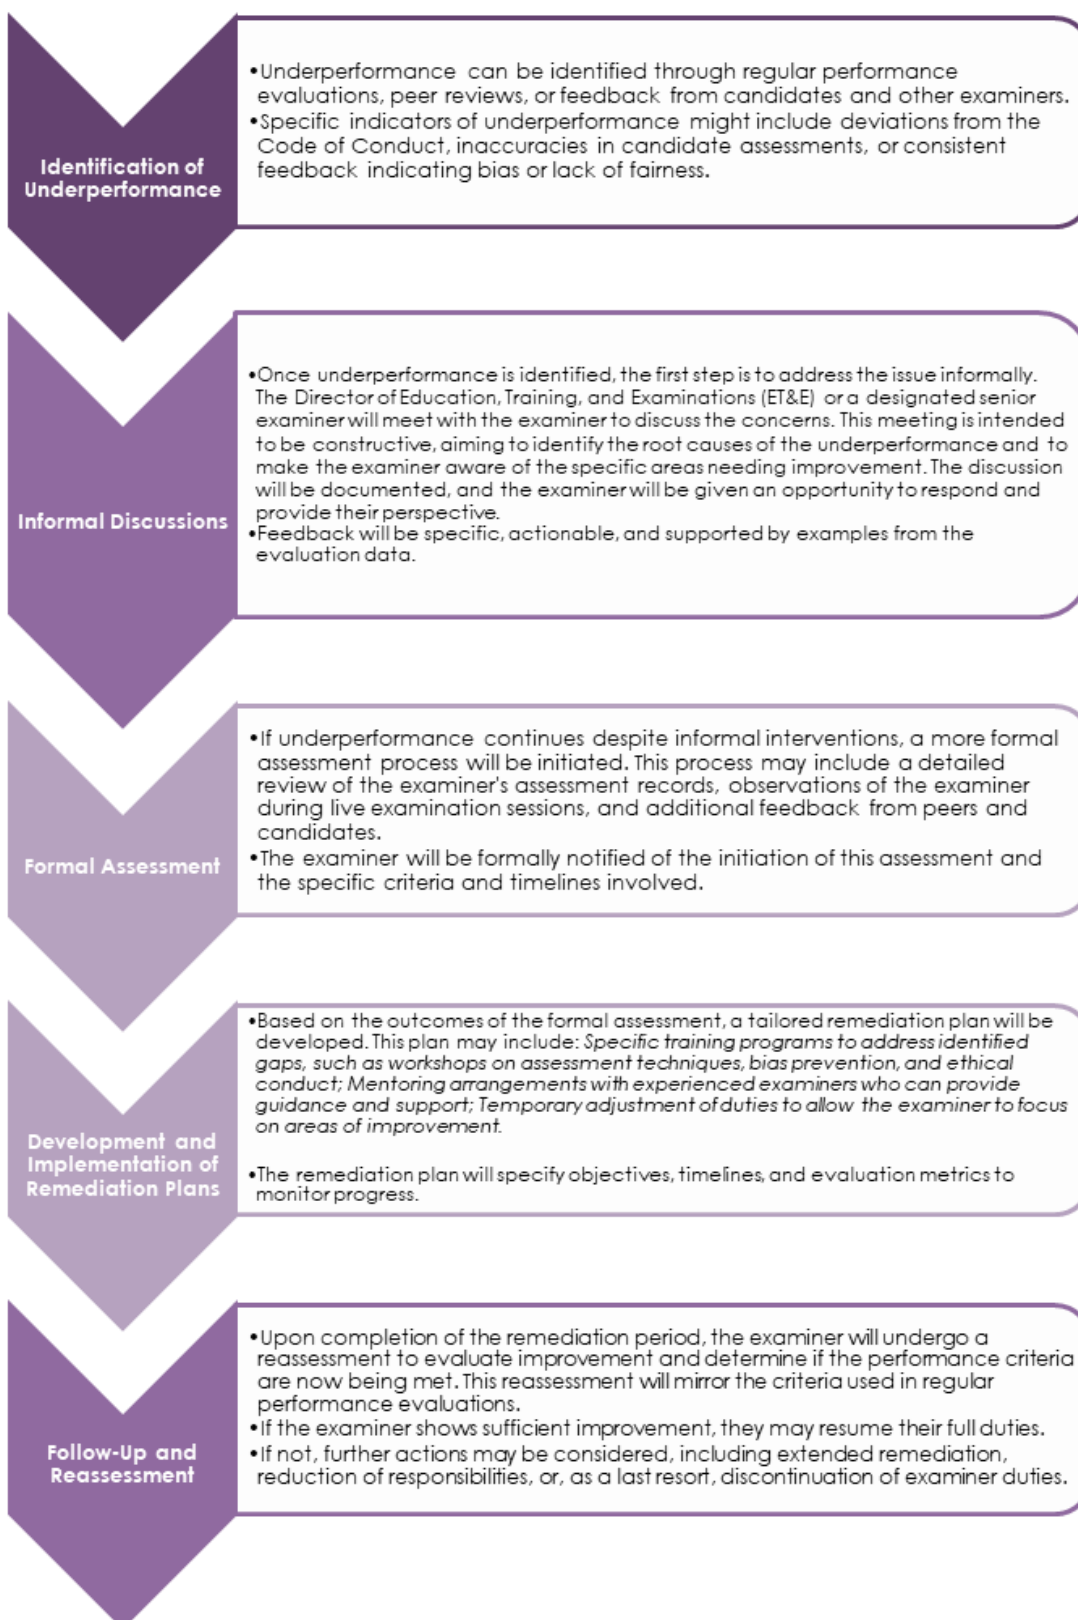 Identification of
Underperformance
•Underperformance can be identified through regular performance
evaluations, peer reviews, or feedback from candidates and other examiners.
•Specific indicators of underperformance might include deviations from the
Code of Conduct, inaccuracies in candidate assessments, or consistent
feedback indicating bias or lack of fairness.
Informal Discussions
•Once underperformance is identified, the first step is to address the issue informally.
The Director of Education, Training, and Examinations (ET&E) or a designated senior
examiner will meet with the examiner to discuss the concerns. This meeting is intended
to be constructive, aiming to identify the root causes of the underperformance and to
make the examiner aware of the specific areas needing improvement. The discussion
will be documented, and the examiner will be given an opportunity to respond and
provide their perspective.
•Feedback will be specific, actionable, and supported by examples from the
evaluation data.
Formal Assessment
•If underperformance continues despite informal interventions, a more formal
assessment process will be initiated. This process may include a detailed
review of the examiner's assessment records, observations of the examiner
during live examination sessions, and additional feedback from peers and
candidates.
•The examiner will be formally notified of the initiation of this assessment and
the specific criteria and timelines involved.
Development and
Implementation of
Remediation Plans
•Based on the outcomes of the formal assessment, a tailored remediation plan will be
developed. This plan may include: Specific training programs to address identified
gaps, such as workshops on assessment techniques, bias prevention, and ethical
conduct; Mentoring arrangements with experienced examiners who can provide
guidance and support; Temporary adjustment of duties to allow the examiner to focus
on areas of improvement.
•The remediation plan will specify objectives, timelines, and evaluation metrics to
monitor progress.
Follow-Up and
Reassessment
•Upon completion of the remediation period, the examiner will undergo a
reassessment to evaluate improvement and determine if the performance criteria
are now being met. This reassessment will mirror the criteria used in regular
performance evaluations.
•If the examiner shows sufficient improvement, they may resume their full duties.
•If not, further actions may be considered, including extended remediation,
reduction of responsibilities, or, as a last resort, discontinuation of examiner duties.